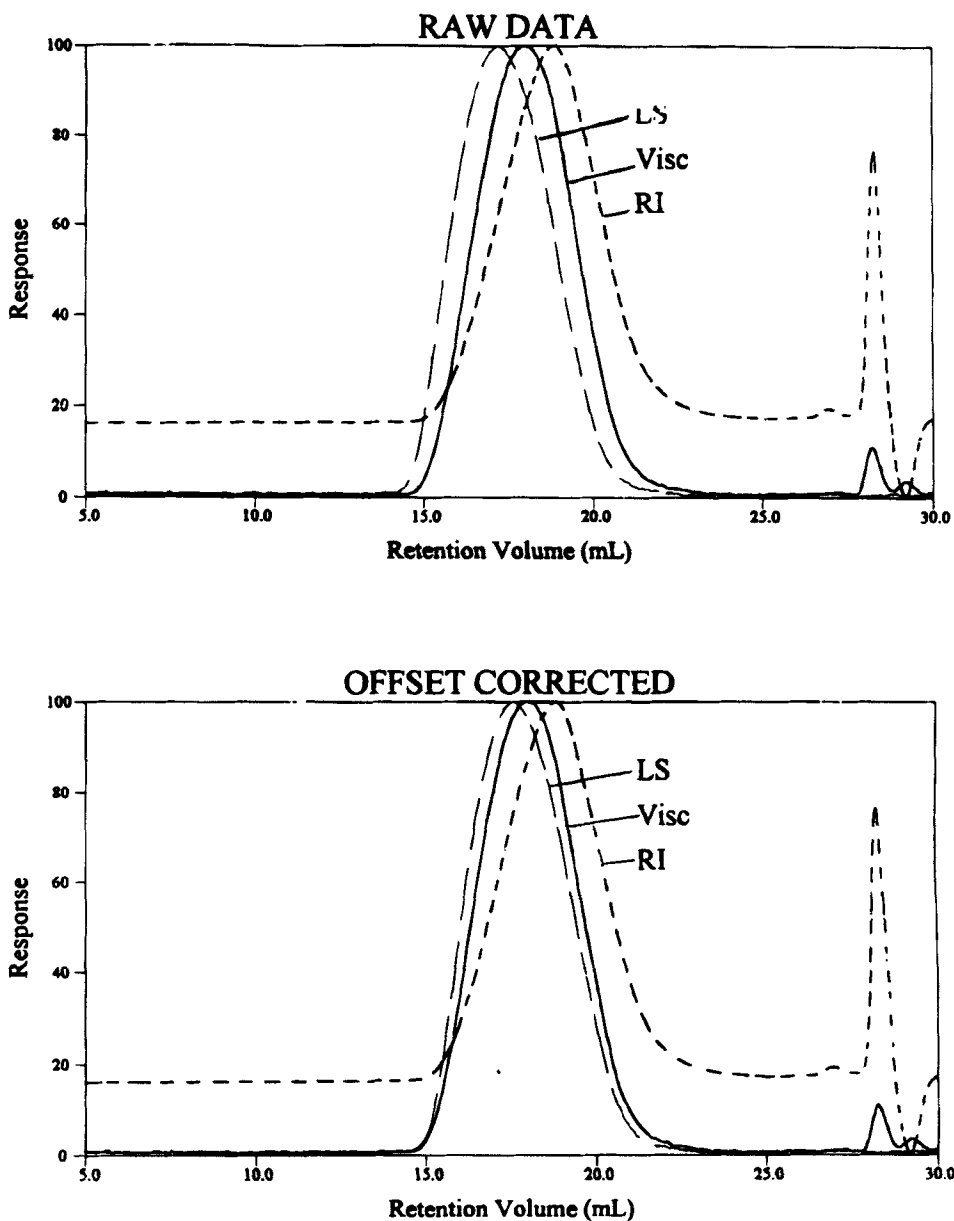 RAW DATA
100
80
60
40
20
0
Response
LS
Visc
RI
5.0 10.0 15.0 20.0 25.0 30.0
Retention Volume (mL)
OFFSET CORRECTED
100
80
60
40
20
0
Response
LS
Visc
RI
5.0 10.0 15.0 20.0 25.0 30.0
Retention Volume (mL)